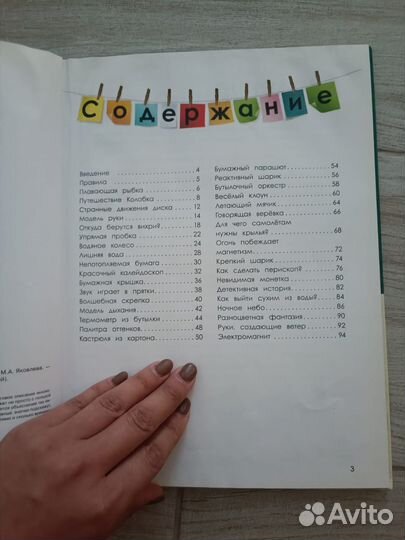 Содержание
Введение 4
Правила 5
Плавающая рыбка 6
Путешествие Колобка 8
Странные движения диска 12
Модель руки 14
Откуда берутся вихри? 18
Упрямая пробка 22
Водяное колесо 24
Лишняя вода 28
Непотопляемая бумага 30
Красочный калейдоскоп 32
Бумажная крышка 36
Звук играет в прятки 38
Волшебная скрепка 40
Модель дыхания 42
Термометр из бутылки 44
Палитра оттенков 48
Кастрюля из картона 50
Бумажный парашют 54
Реактивный шарик 56
Бутылочный оркестр 58
Весёлый клоун 60
Летающий мячик 64
Говорящая верёвка 66
Для чего самолётам
нужны крылья? 68
Огонь побеждает
магнетизм 72
Крепкий шарик 74
Как сделать перископ? 76
Невидимая монетка 80
Детективная история 82
Как выйти сухим из воды? 84
Ночное небо 86
Разноцветная фантазия 90
Руки, создающие ветер 92
Электромагнит 94
М.А. Яковлева. —
3
Avito